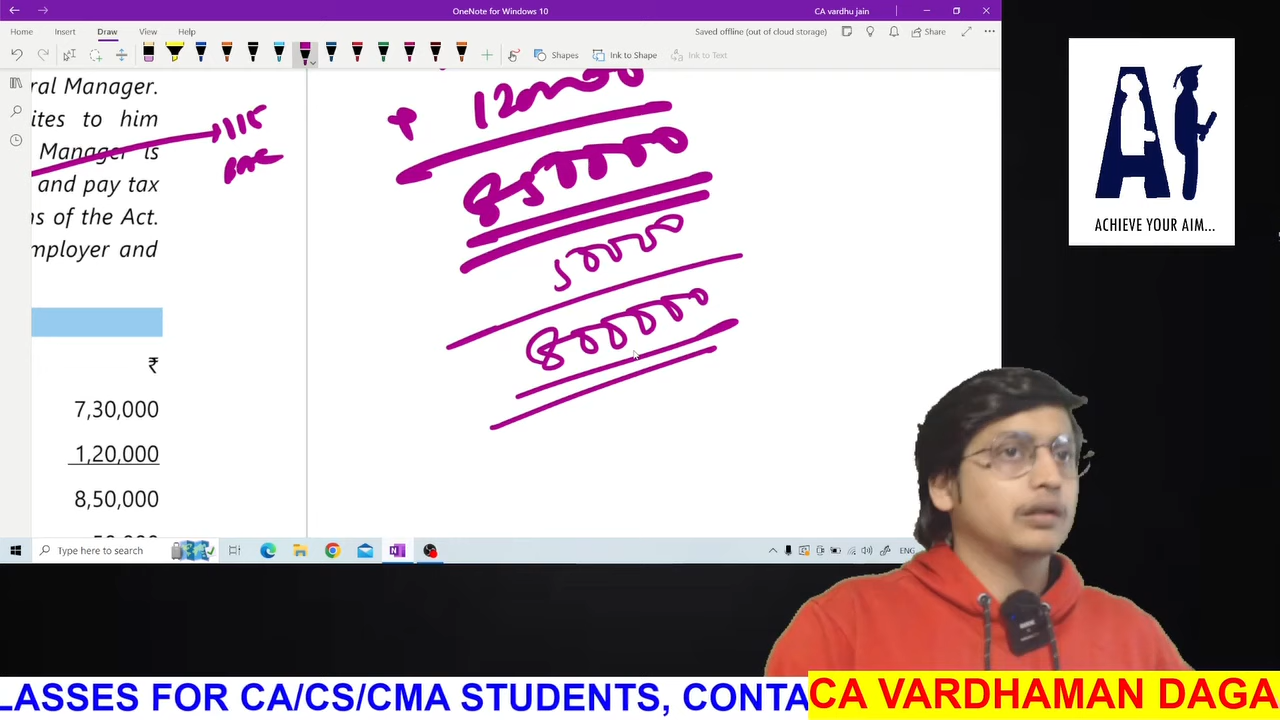 OneNote for Windows 10
CA vardhu jain
Home Insert Draw View Help
Saved offline (out of cloud storage)
Share
Shapes
Ink to Shape
Ink to Text
ral Manager.
ites to him
Manager is
and pay tax
ns of the Act.
mployer and
115
BAC
₹
7,30,000
1,20,000
8,50,000
+ 120000
850000
50000
800000
ACHIEVE YOUR AIM...
Type here to search
ENG
LASSES FOR CA/CS/CMA STUDENTS, CONTA
CA VARDHAMAN DAGA